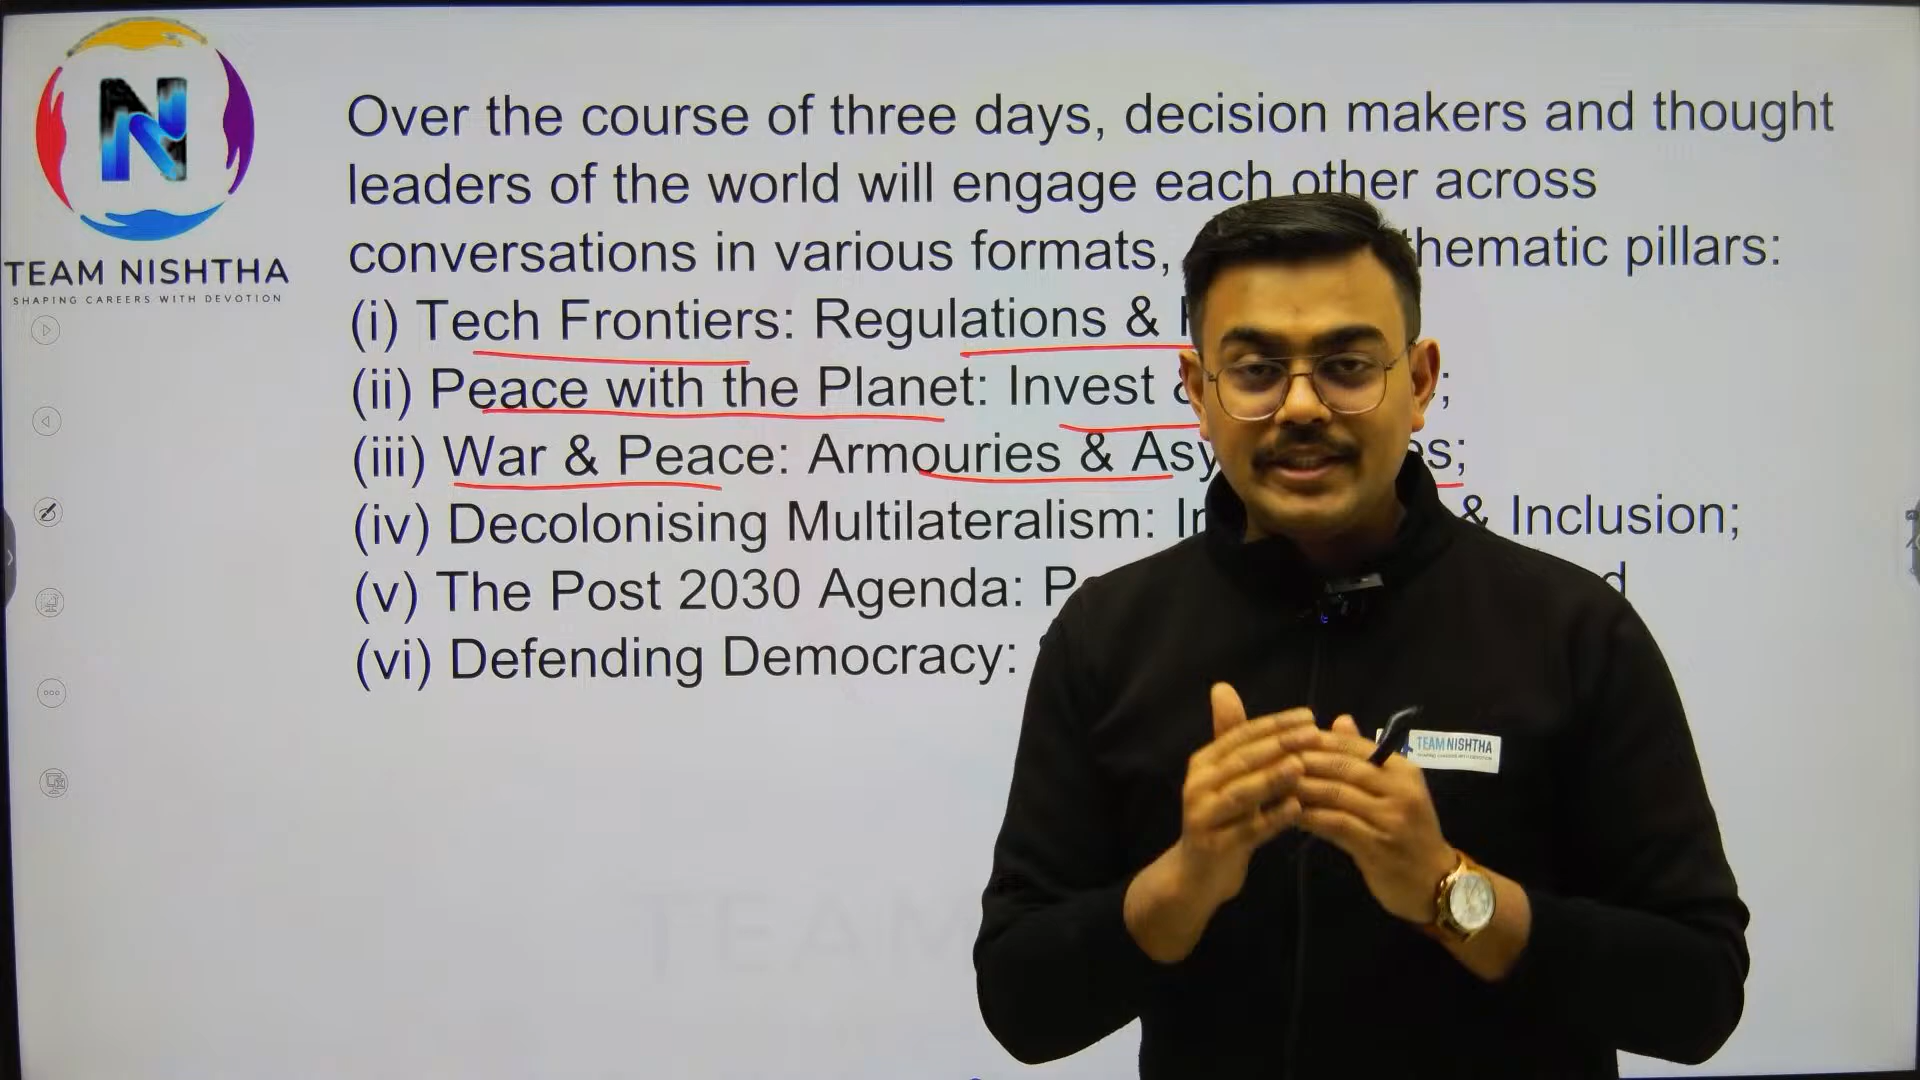 N
TEAM NISHTHA
SHAPING CAREERS WITH DEVOTION
Over the course of three days, decision makers and thought
leaders of the world will engage each other across
conversations in various formats, thematic pillars:
(i) Tech Frontiers: Regulations &
(ii) Peace with the Planet: Invest
(iii) War & Peace: Armouries &
(iv) Decolonising Multilateralism: & Inclusion;
(v) The Post 2030 Agenda:
(vi) Defending Democracy:
TEAM NISHTHA
TEAM